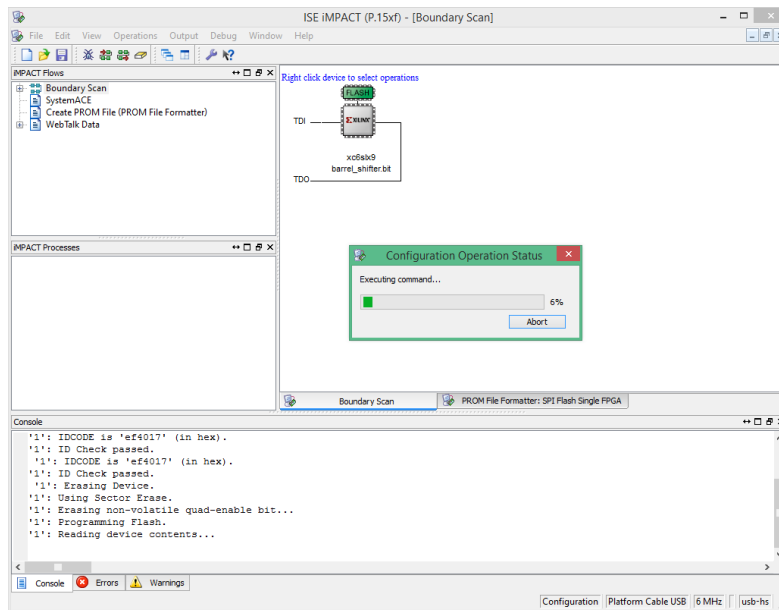 ISE iMPACT (P.15xf) - [Boundary Scan]
File Edit View Operations Output Debug Window Help
iMPACT Flows
Boundary Scan
SystemACE
Create PROM File (PROM File Formatter)
WebTalk Data
iMPACT Processes
Right click device to select operations
FLASH
TDI
XILINX
xc6slx9
barrel_shifter.bit
TDO
Configuration Operation Status
Executing command...
6%
Abort
Boundary Scan
PROM File Formatter: SPI Flash Single FPGA
Console
'1': IDCODE is 'ef4017' (in hex).
'1': ID Check passed.
'1': IDCODE is 'ef4017' (in hex).
'1': ID Check passed.
'1': Erasing Device.
'1': Using Sector Erase.
'1': Erasing non-volatile quad-enable bit...
'1': Programming Flash.
'1': Reading device contents...
Console Errors Warnings
Configuration Platform Cable USB 6 MHz usb-hs